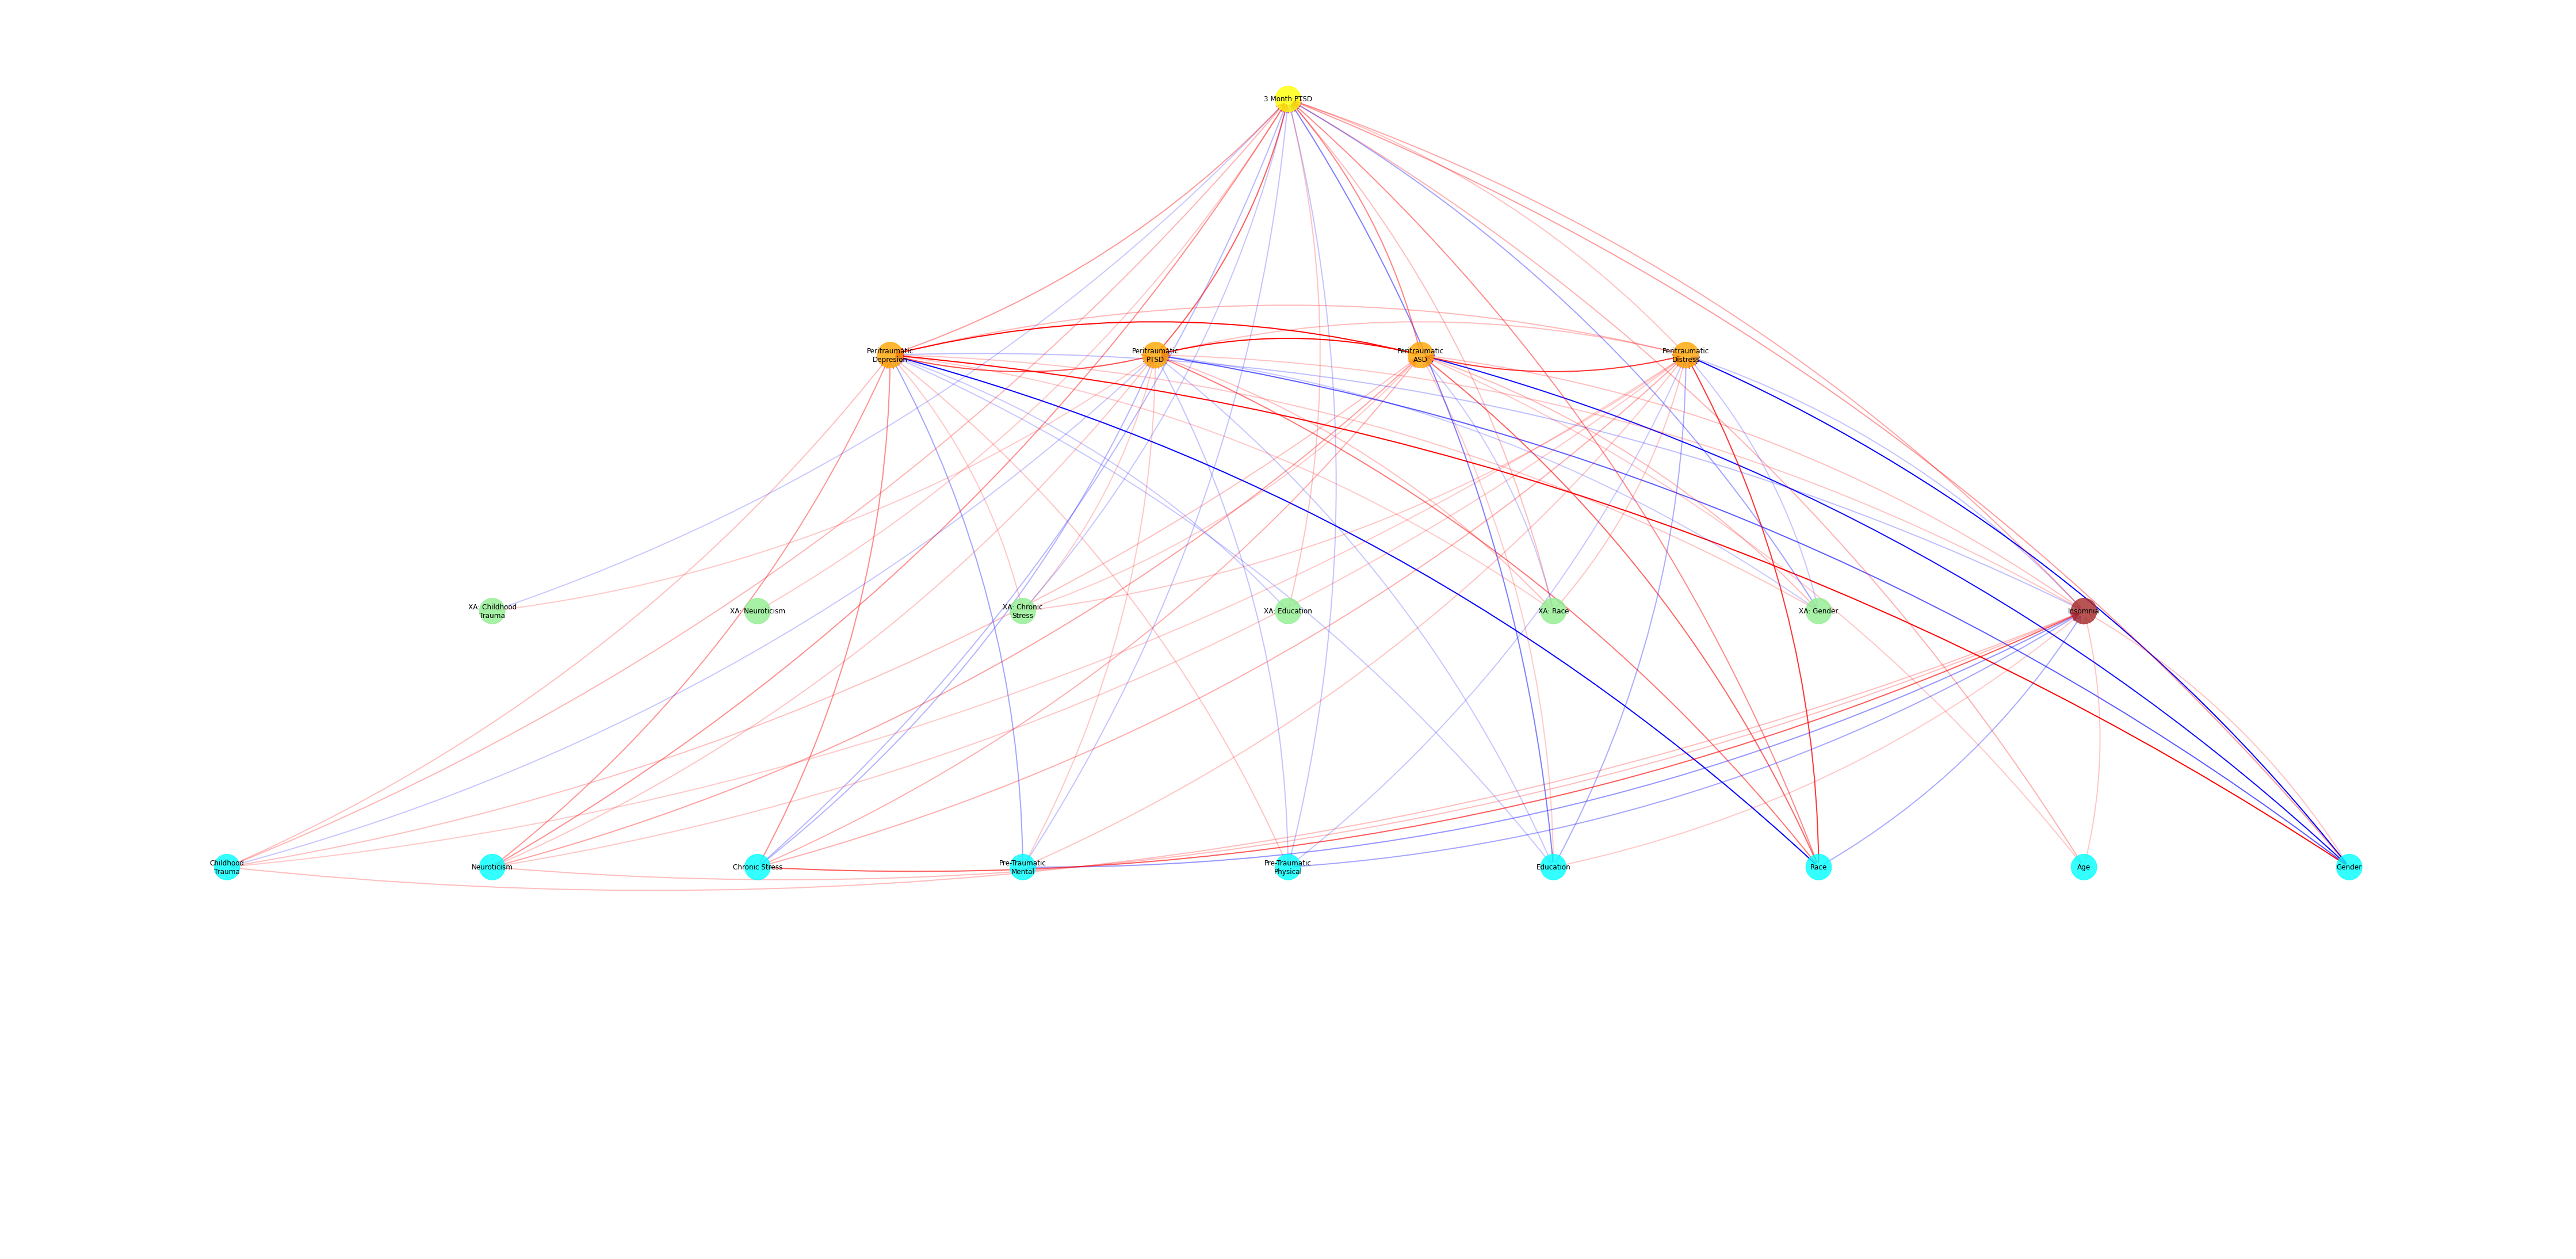 3 Month PTSD
Peritraumatic
Depresion
Peritraumatic
PTSD
Peritraumatic
ASD
Peritraumatic
Distress
XA: Childhood
Trauma
XA: Neuroticism
XA: Chronic
Stress
XA: Education
XA: Race
XA: Gender
Insomnia
Childhood
Trauma
Neuroticism
Chronic Stress
Pre-Traumatic
Mental
Pre-Traumatic
Physical
Education
Race
Age
Gender